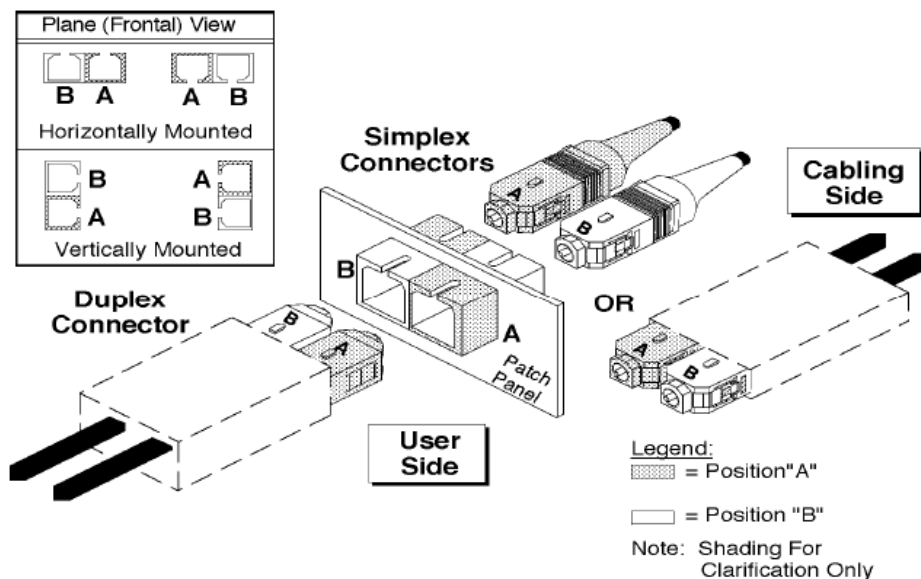 Plane (Frontal) View
B A
A B
Horizontally Mounted
B
A
A
B
Vertically Mounted
Simplex
Connectors
A
B
Cabling
Side
B
A
Patch
Panel
Duplex
Connector
B
A
OR
A
B
User
Side
Legend:
= Position"A"
= Position "B"
Note: Shading For
Clarification Only